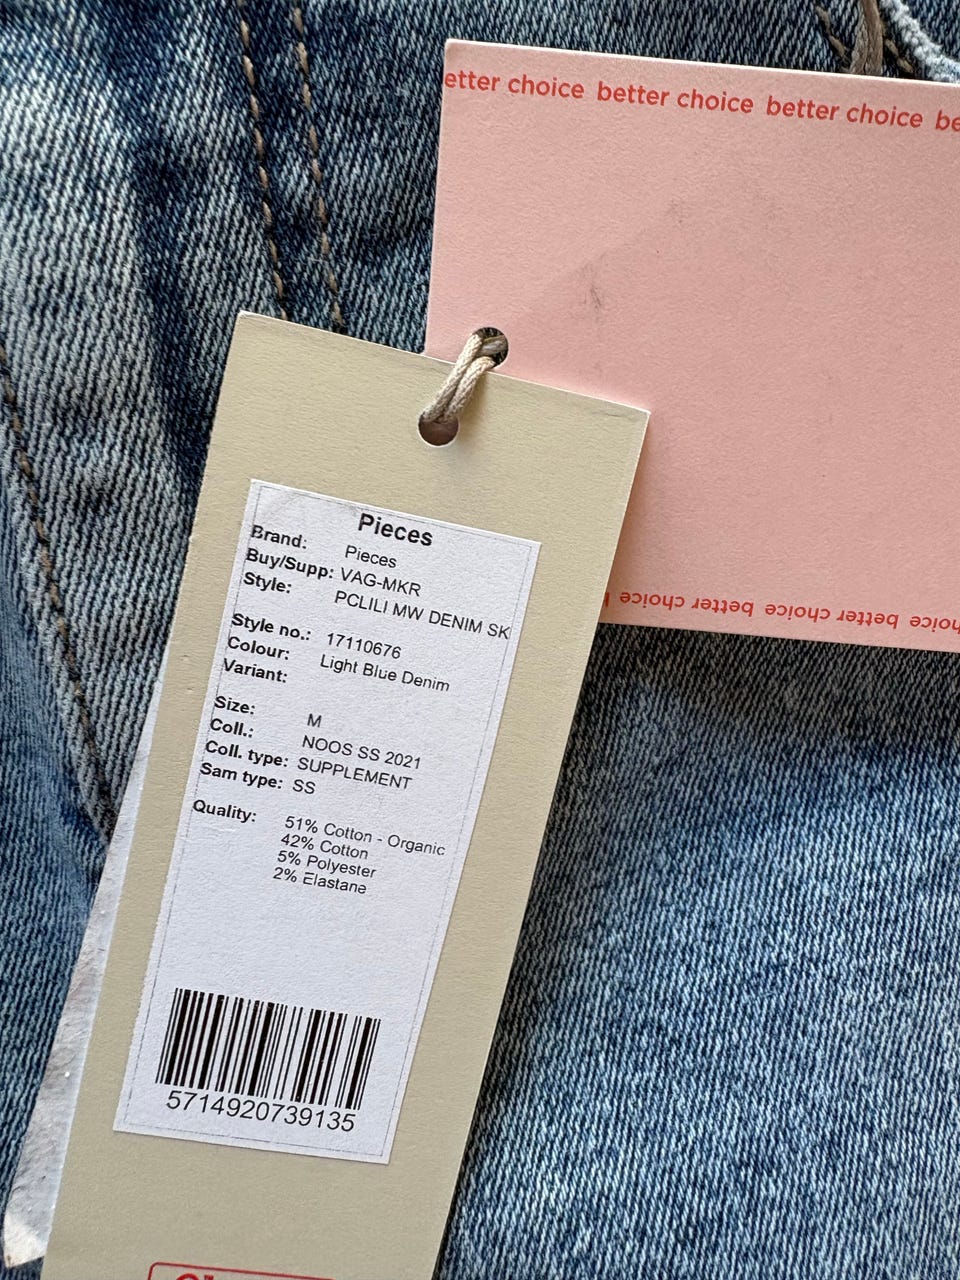 etter choice better choice better choice be
better choice better choice
Pieces
Brand: Pieces
Buy/Supp: VAG-MKR
Style: PCLILI MW DENIM SK
Style no.: 17110676
Colour: Light Blue Denim
Variant:
Size: M
Coll.: NOOS SS 2021
Coll. type: SUPPLEMENT
Sam type: SS
Quality: 51% Cotton - Organic
42% Cotton
5% Polyester
2% Elastane
5714920739135